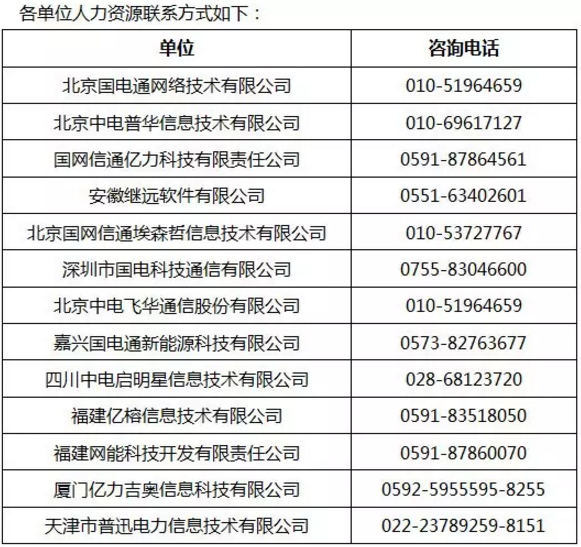 各单位人力资源联系方式如下：
单位 咨询电话
北京国电通网络技术有限公司 010-51964659
北京中电普华信息技术有限公司 010-69617127
国网信通亿力科技有限责任公司 0591-87864561
安徽继远软件有限公司 0551-63402601
北京国网信通埃森哲信息技术有限公司 010-53727767
深圳市国电科技通信有限公司 0755-83046600
北京中电飞华通信股份有限公司 010-51964659
嘉兴国电通新能源科技有限公司 0573-82763677
四川中电启明星信息技术有限公司 028-68123720
福建亿榕信息技术有限公司 0591-83518050
福建网能科技开发有限责任公司 0591-87860070
厦门亿力吉奥信息科技有限公司 0592-5955595-8255
天津市普迅电力信息技术有限公司 022-23789259-8151